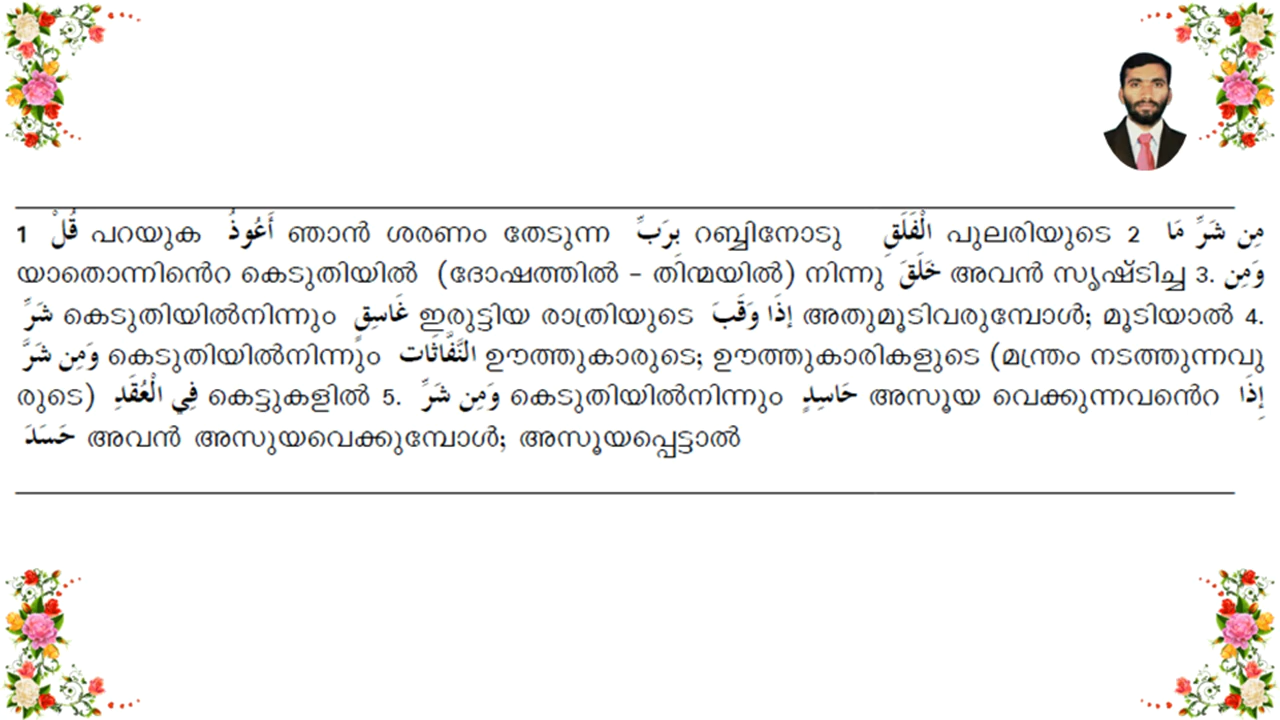 1 قُلْ പറയുക أَعُوذُ ഞാൻ ശരണം തേടുന്നു بِرَبِّ റബ്ബിനോടു الْفَلَقِ പുലരിയുടെ 2 مِن شَرِّ مَا
യാതൊന്നിൻെറ കെടുതിയിൽ (ദോഷത്തിൽ - തിന്മയിൽ) നിന്നു خَلَقَ അവൻ സൃഷ്ടിച്ച 3. وَمِن
شَرِّ കെടുതിയിൽനിന്നും غَاسِقٍ ഇരുട്ടിയ രാത്രിയുടെ إِذَا وَقَبَ അതുമൂടിവരുമ്പോൾ; മൂടിയാൽ 4.
وَمِن شَرِّ കെടുതിയിൽനിന്നും النَّفَّاثَات ഊത്തുകാരുടെ; ഊത്തുകാരികളുടെ (മന്ത്രം നടത്തുന്നവു
രുടെ) فِي الْعُقَدِ കെട്ടുകളിൽ 5. وَمِن شَرِّ കെടുതിയിൽനിന്നും حَاسِدٍ അസൂയ വെക്കുന്നവൻെറ إِذَا
حَسَدَ അവൻ അസുയവെക്കുമ്പോൾ; അസൂയപ്പെട്ടാൽ